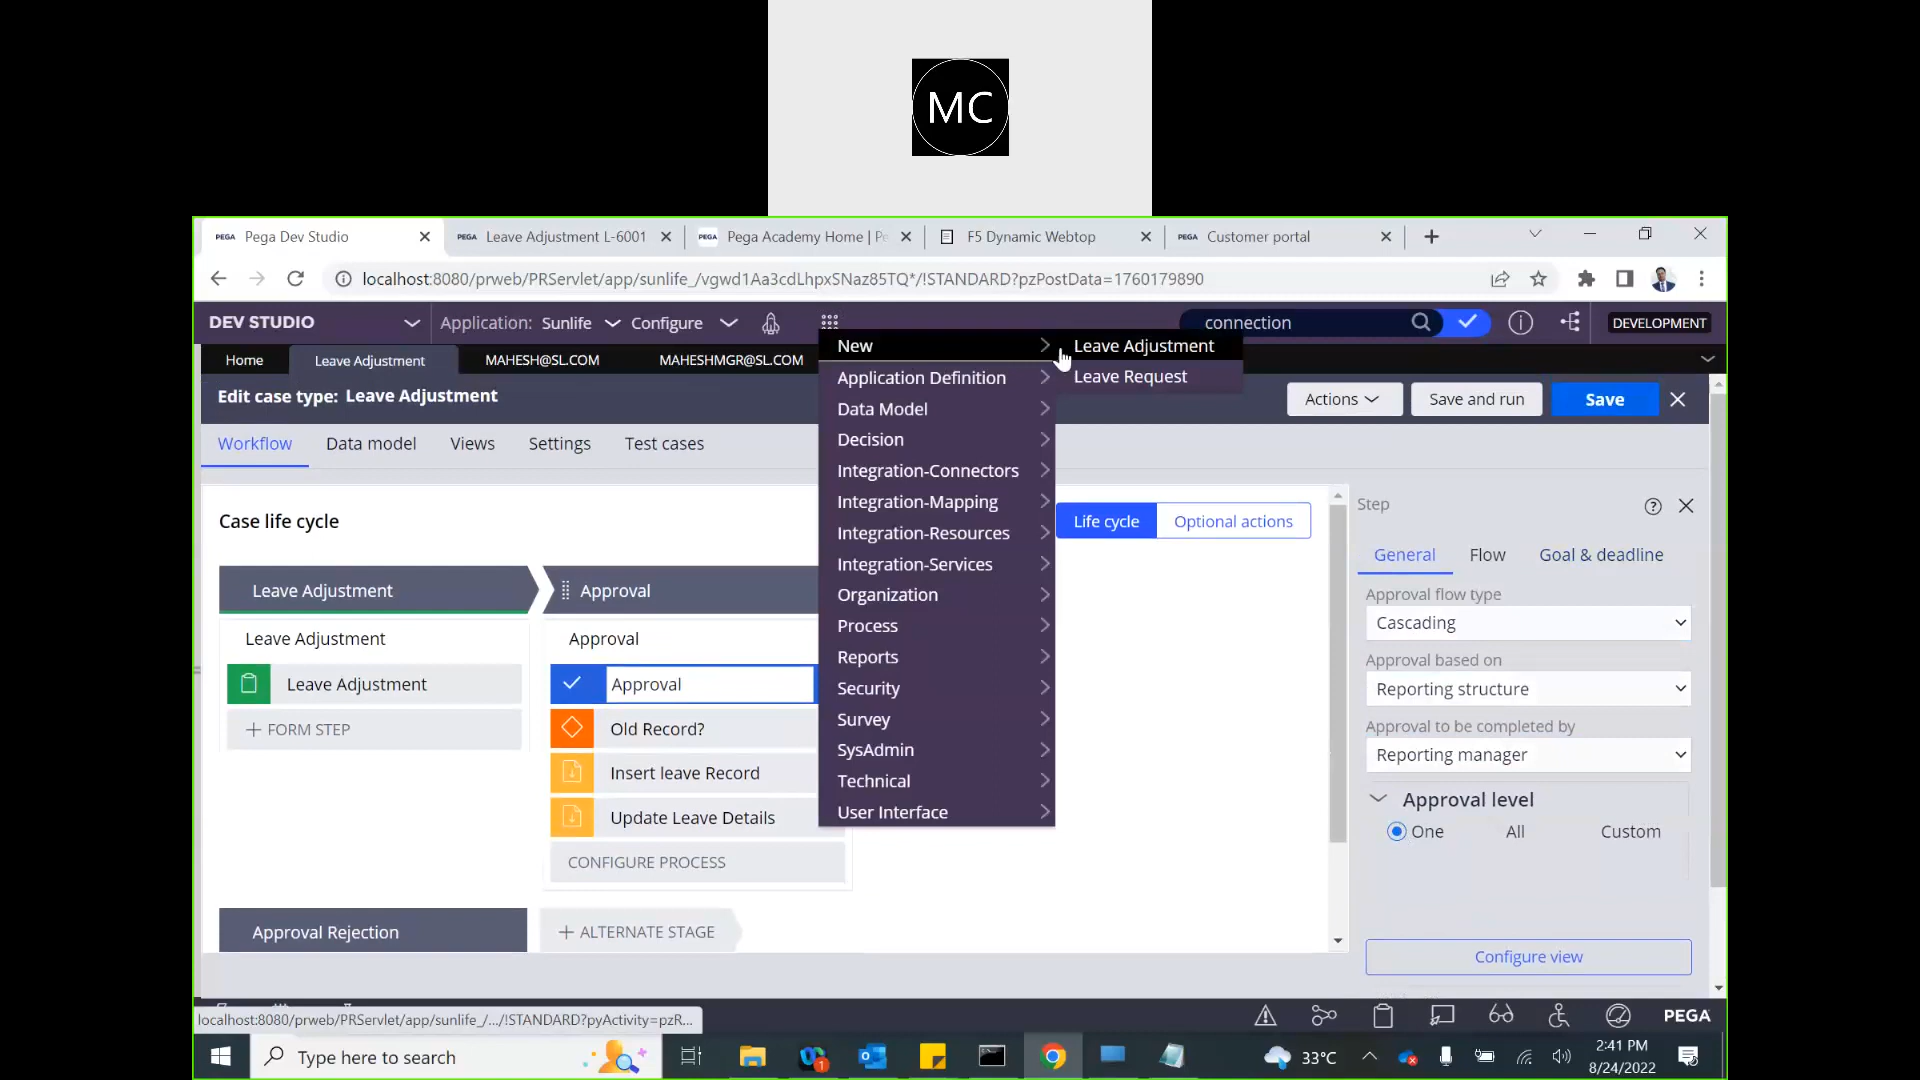 MC
PEGA Pega Dev Studio
PEGA Leave Adjustment L-6001
PEGA Pega Academy Home | Pe
F5 Dynamic Webtop
PEGA Customer portal
localhost:8080/prweb/PRServlet/app/sunlife_/vgwd1Aa3cdLhpxSNaz85TQ*/!STANDARD?pzPostData=1760179890
DEV STUDIO
Application: Sunlife
Configure
connection
DEVELOPMENT
Home
Leave Adjustment
MAHESH@SL.COM
MAHESHMGR@SL.COM
New
Application Definition
Data Model
Decision
Integration-Connectors
Integration-Mapping
Integration-Resources
Integration-Services
Organization
Process
Reports
Security
Survey
SysAdmin
Technical
User Interface
Leave Adjustment
Leave Request
Edit case type: Leave Adjustment
Actions
Save and run
Save
Workflow
Data model
Views
Settings
Test cases
Case life cycle
Life cycle
Optional actions
Leave Adjustment
Approval
Leave Adjustment
Approval
Leave Adjustment
Approval
+ FORM STEP
Old Record?
Insert leave Record
Update Leave Details
CONFIGURE PROCESS
Approval Rejection
+ ALTERNATE STAGE
Step
General
Flow
Goal & deadline
Approval flow type
Cascading
Approval based on
Reporting structure
Approval to be completed by
Reporting manager
Approval level
One
All
Custom
Configure view
localhost:8080/prweb/PRServlet/app/sunlife_/.../!STANDARD?pyActivity=pzR...
PEGA
Type here to search
1
33°C
2:41 PM
8/24/2022